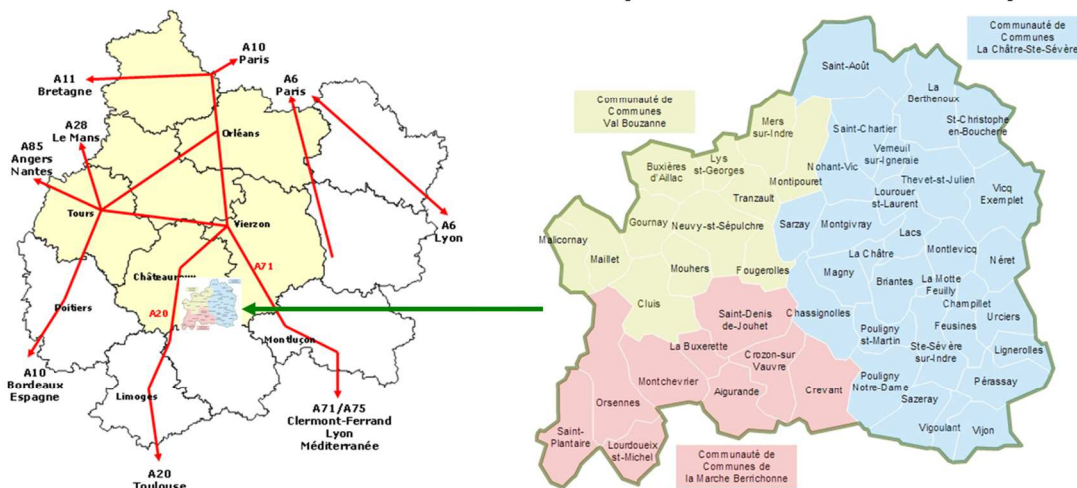 A10
Paris
A11
Bretagne
A6
Paris
A28
Le Mans
Orléans
A85
Angers
Nantes
Tours
Vierzon
A6
Lyon
A71
Poitiers
A20
Montluçon
A10
Bordeaux
Espagne
Limoges
A71/A75
Clermont-Ferrand
Lyon
Méditerranée
A20
Toulouse
Communauté de
Communes
La Châtre-Ste-Sévère
Communauté de
Communes
Val Bouzanne
Saint-Août
La
Berthenoux
Mers
sur-Indre
Saint-Chartier
St-Christophe
en-Boucherie
Verneuil
sur-Igneraie
Lys
st-Georges
Buxières
d'Aillac
Nohant-Vic
Montipouret
Thevet-st-Julien
Tranzault
Lourouer
st-Laurent
Vicq
Exemplet
Gournay
Neuvy-st-Sépulchre
Sarzay
Montgivray
Lacs
Malicornay
Maillet
Montlevicq
La Châtre
Néret
Mouhers
Fougerolles
Magny
Briantes
La Motte
Feuilly
Cluis
Champillet
Saint-Denis
de-Jouhet
Chassignolles
Urciers
Feusines
Pouligny
st-Martin
La Buxerette
Ste-Sévère
sur-Indre
Lignerolles
Crozon-sur
Vauvre
Montchevrier
Pouligny
Notre-Dame
Pérassay
Aigurande
Crevant
Orsennes
Sazeray
Saint-
Plantaire
Vigoulant
Vijon
Lourdoueix
st-Michel
Communauté de
Communes de
la Marche Berrichonne